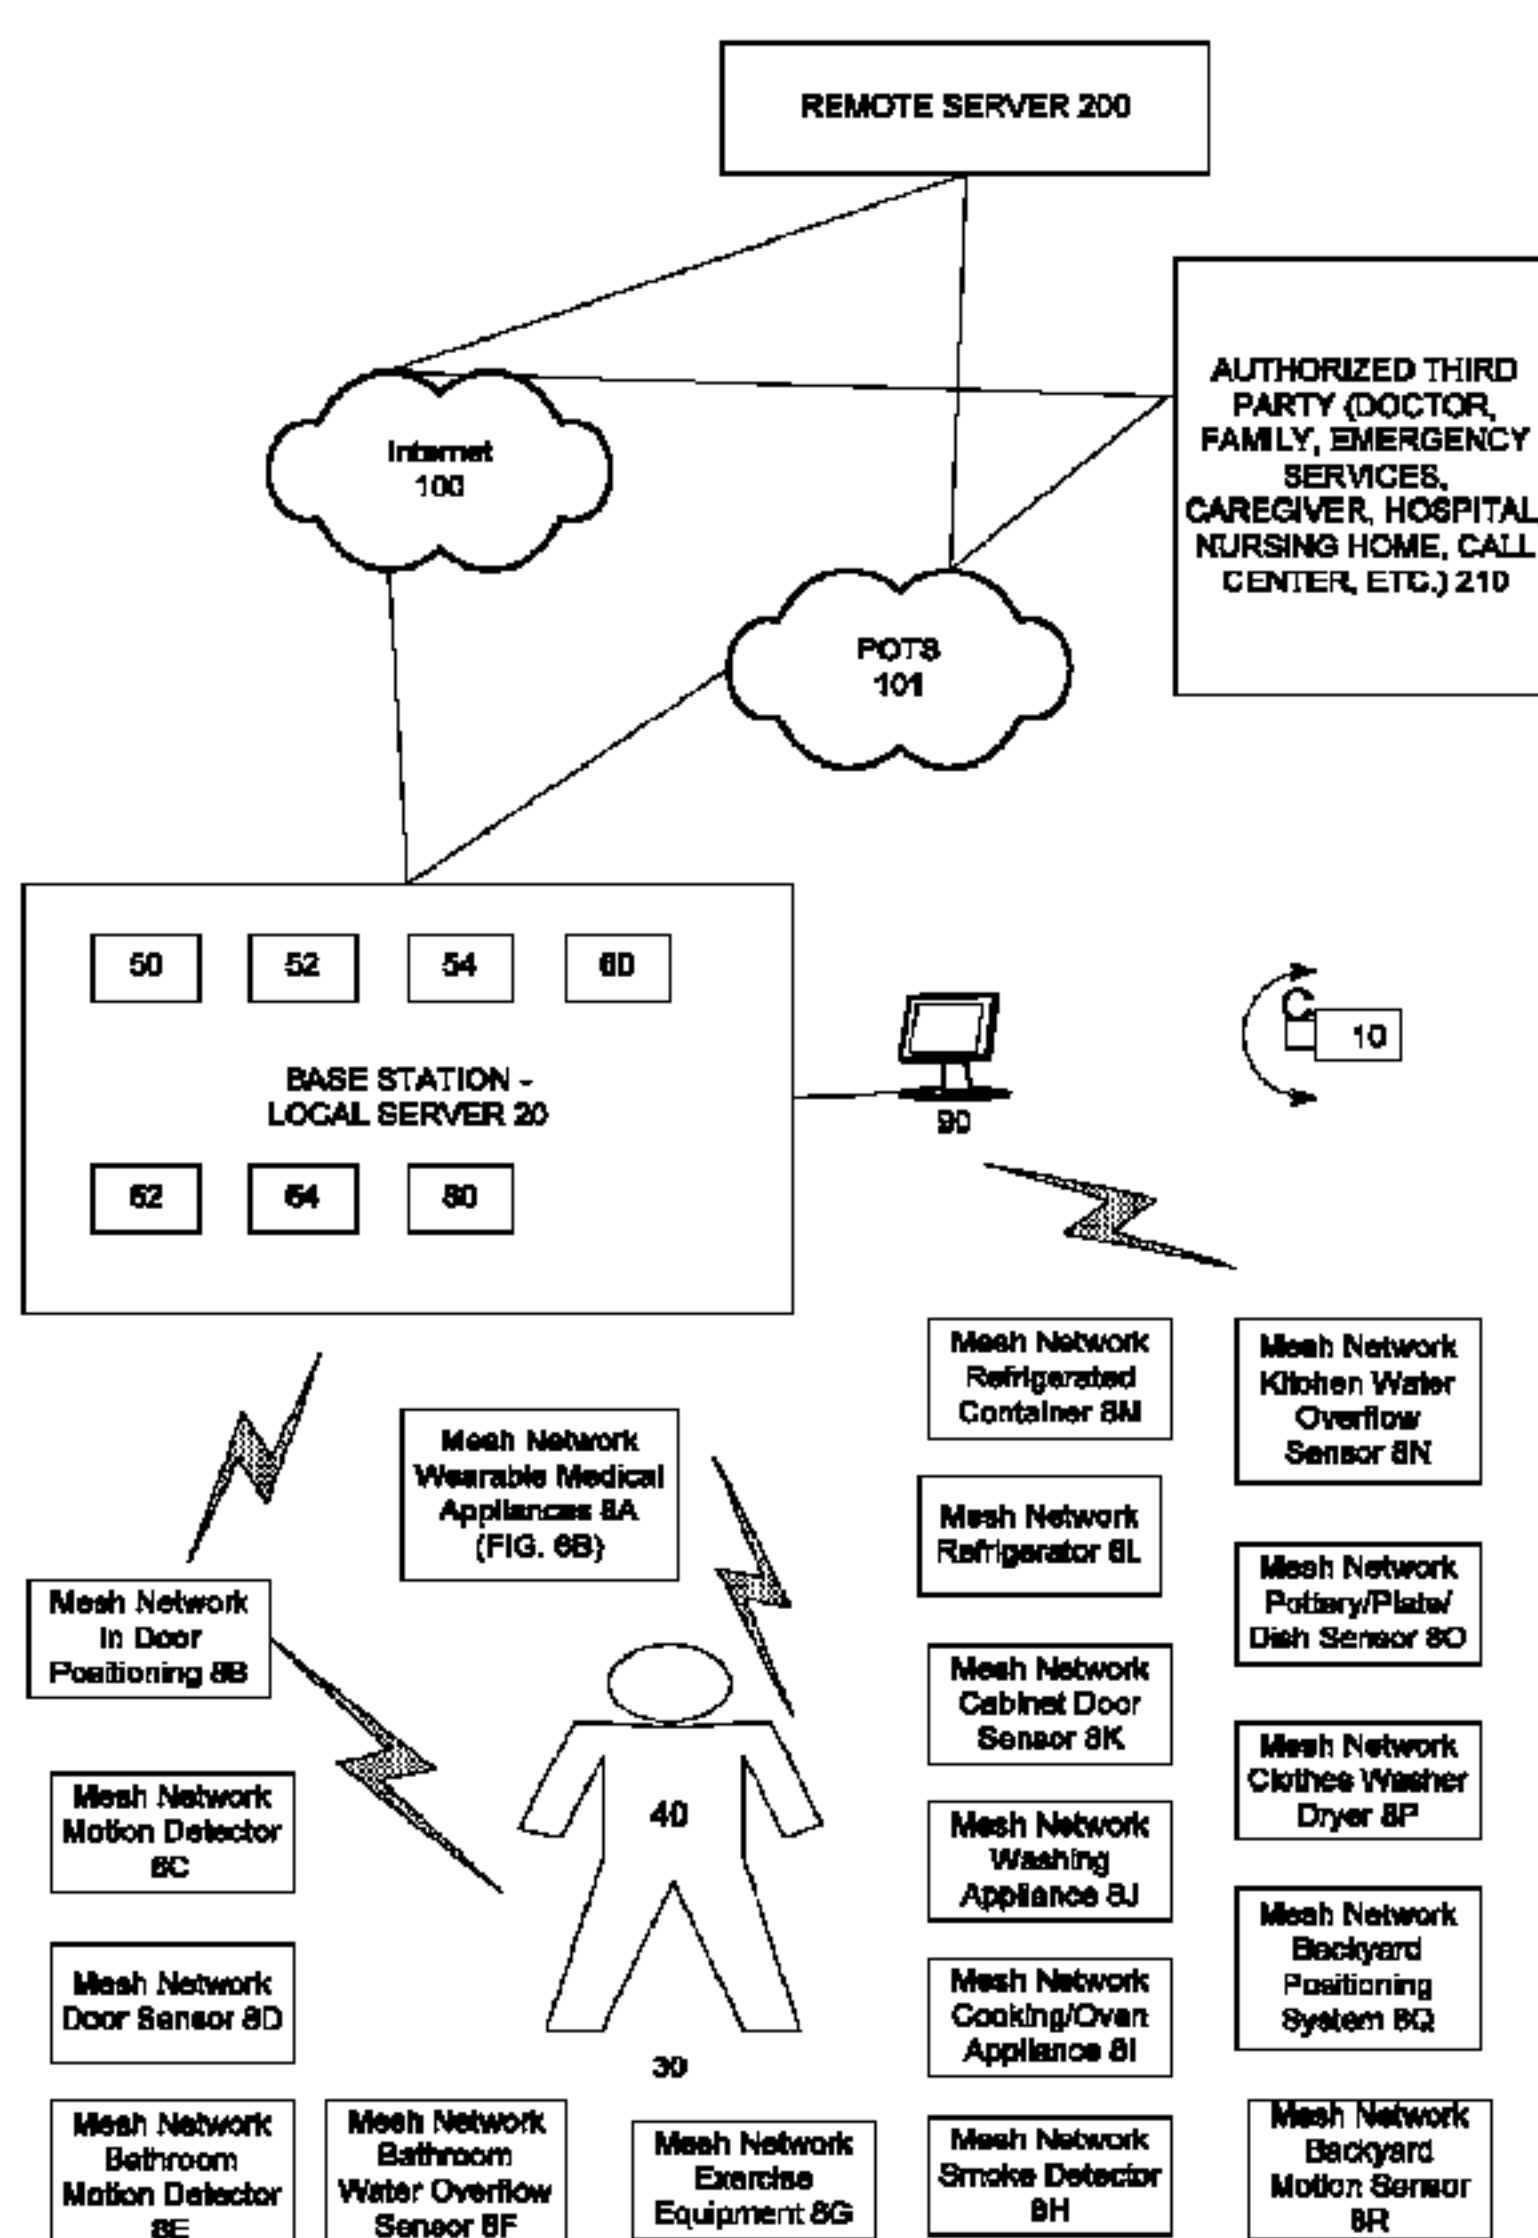 REMOTE SERVER 200
AUTHORIZED THIRD
PARTY (DOCTOR,
FAMILY, EMERGENCY
SERVICES,
CAREGIVER, HOSPITAL
NURSING HOME, CALL
CENTER, ETC.) 210
Internet
100
POTS
101
50
52
54
60
BASE STATION -
LOCAL SERVER 20
62
64
80
90
C
10
Mesh Network
Refrigerated
Container 8M
Mesh Network
Kitchen Water
Overflow
Sensor 8N
Mesh Network
Wearable Medical
Appliances 8A
(FIG. 6B)
Mesh Network
Refrigerator 8L
Mesh Network
Pottery/Plate/
Dish Sensor 8O
Mesh Network
In Door
Positioning 8B
Mesh Network
Cabinet Door
Sensor 8K
Mesh Network
Clothes Washer
Dryer 8P
Mesh Network
Motion Detector
8C
40
Mesh Network
Washing
Appliance 8J
Mesh Network
Backyard
Positioning
System 8Q
Mesh Network
Door Sensor 8D
Mesh Network
Cooking/Oven
Appliance 8I
30
Mesh Network
Bathroom
Motion Detector
8E
Mesh Network
Bathroom
Water Overflow
Sensor 8F
Mesh Network
Exercise
Equipment 8G
Mesh Network
Smoke Detector
8H
Mesh Network
Backyard
Motion Sensor
8R